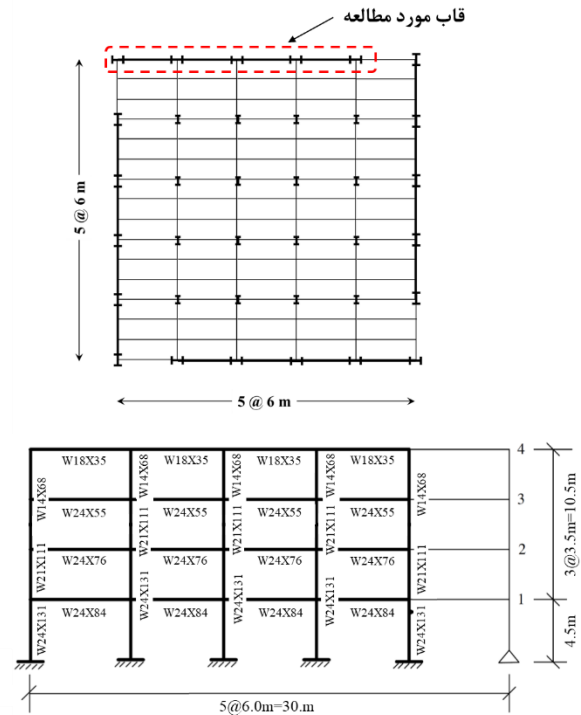 قاب مورد مطالعه
5 @ 6 m
5 @ 6 m
W18X35 W18X35 W18X35 W18X35
W14X68 W14X68 W14X68 W14X68 W14X68
W24X55 W24X55 W24X55 W24X55
W21X111 W21X111 W21X111 W21X111 W21X111
W24X76 W24X76 W24X76 W24X76
W24X131 W24X131 W24X131 W24X131 W24X131
W24X84 W24X84 W24X84 W24X84
4
3
2
1
3@3.5m=10.5m
4.5m
5@6.0m=30.m